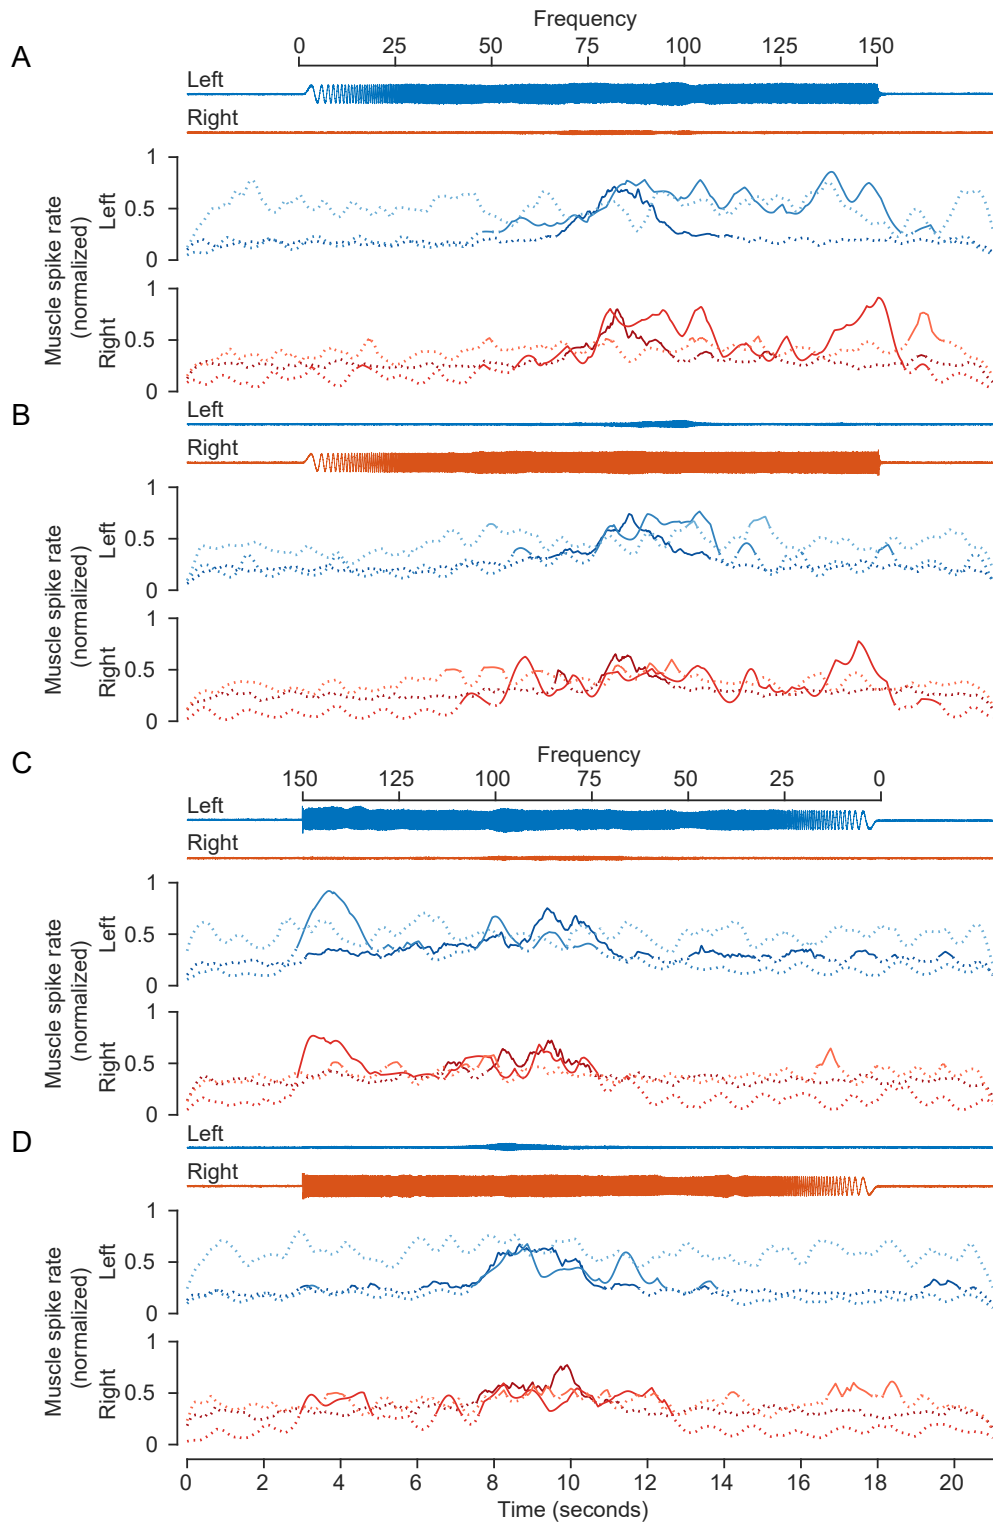 Frequency
A
0 25 50 75 100 125 150
Left
Right
1
0.5
0
Left
Muscle spike rate
(normalized)
1
0.5
0
Right
B
Left
Right
1
0.5
0
Left
Muscle spike rate
(normalized)
1
0.5
0
Right
C
Frequency
150 125 100 75 50 25 0
Left
Right
1
0.5
0
Left
Muscle spike rate
(normalized)
1
0.5
0
Right
D
Left
Right
1
0.5
0
Left
Muscle spike rate
(normalized)
1
0.5
0
Right
0 2 4 6 8 10 12 14 16 18 20
Time (seconds)